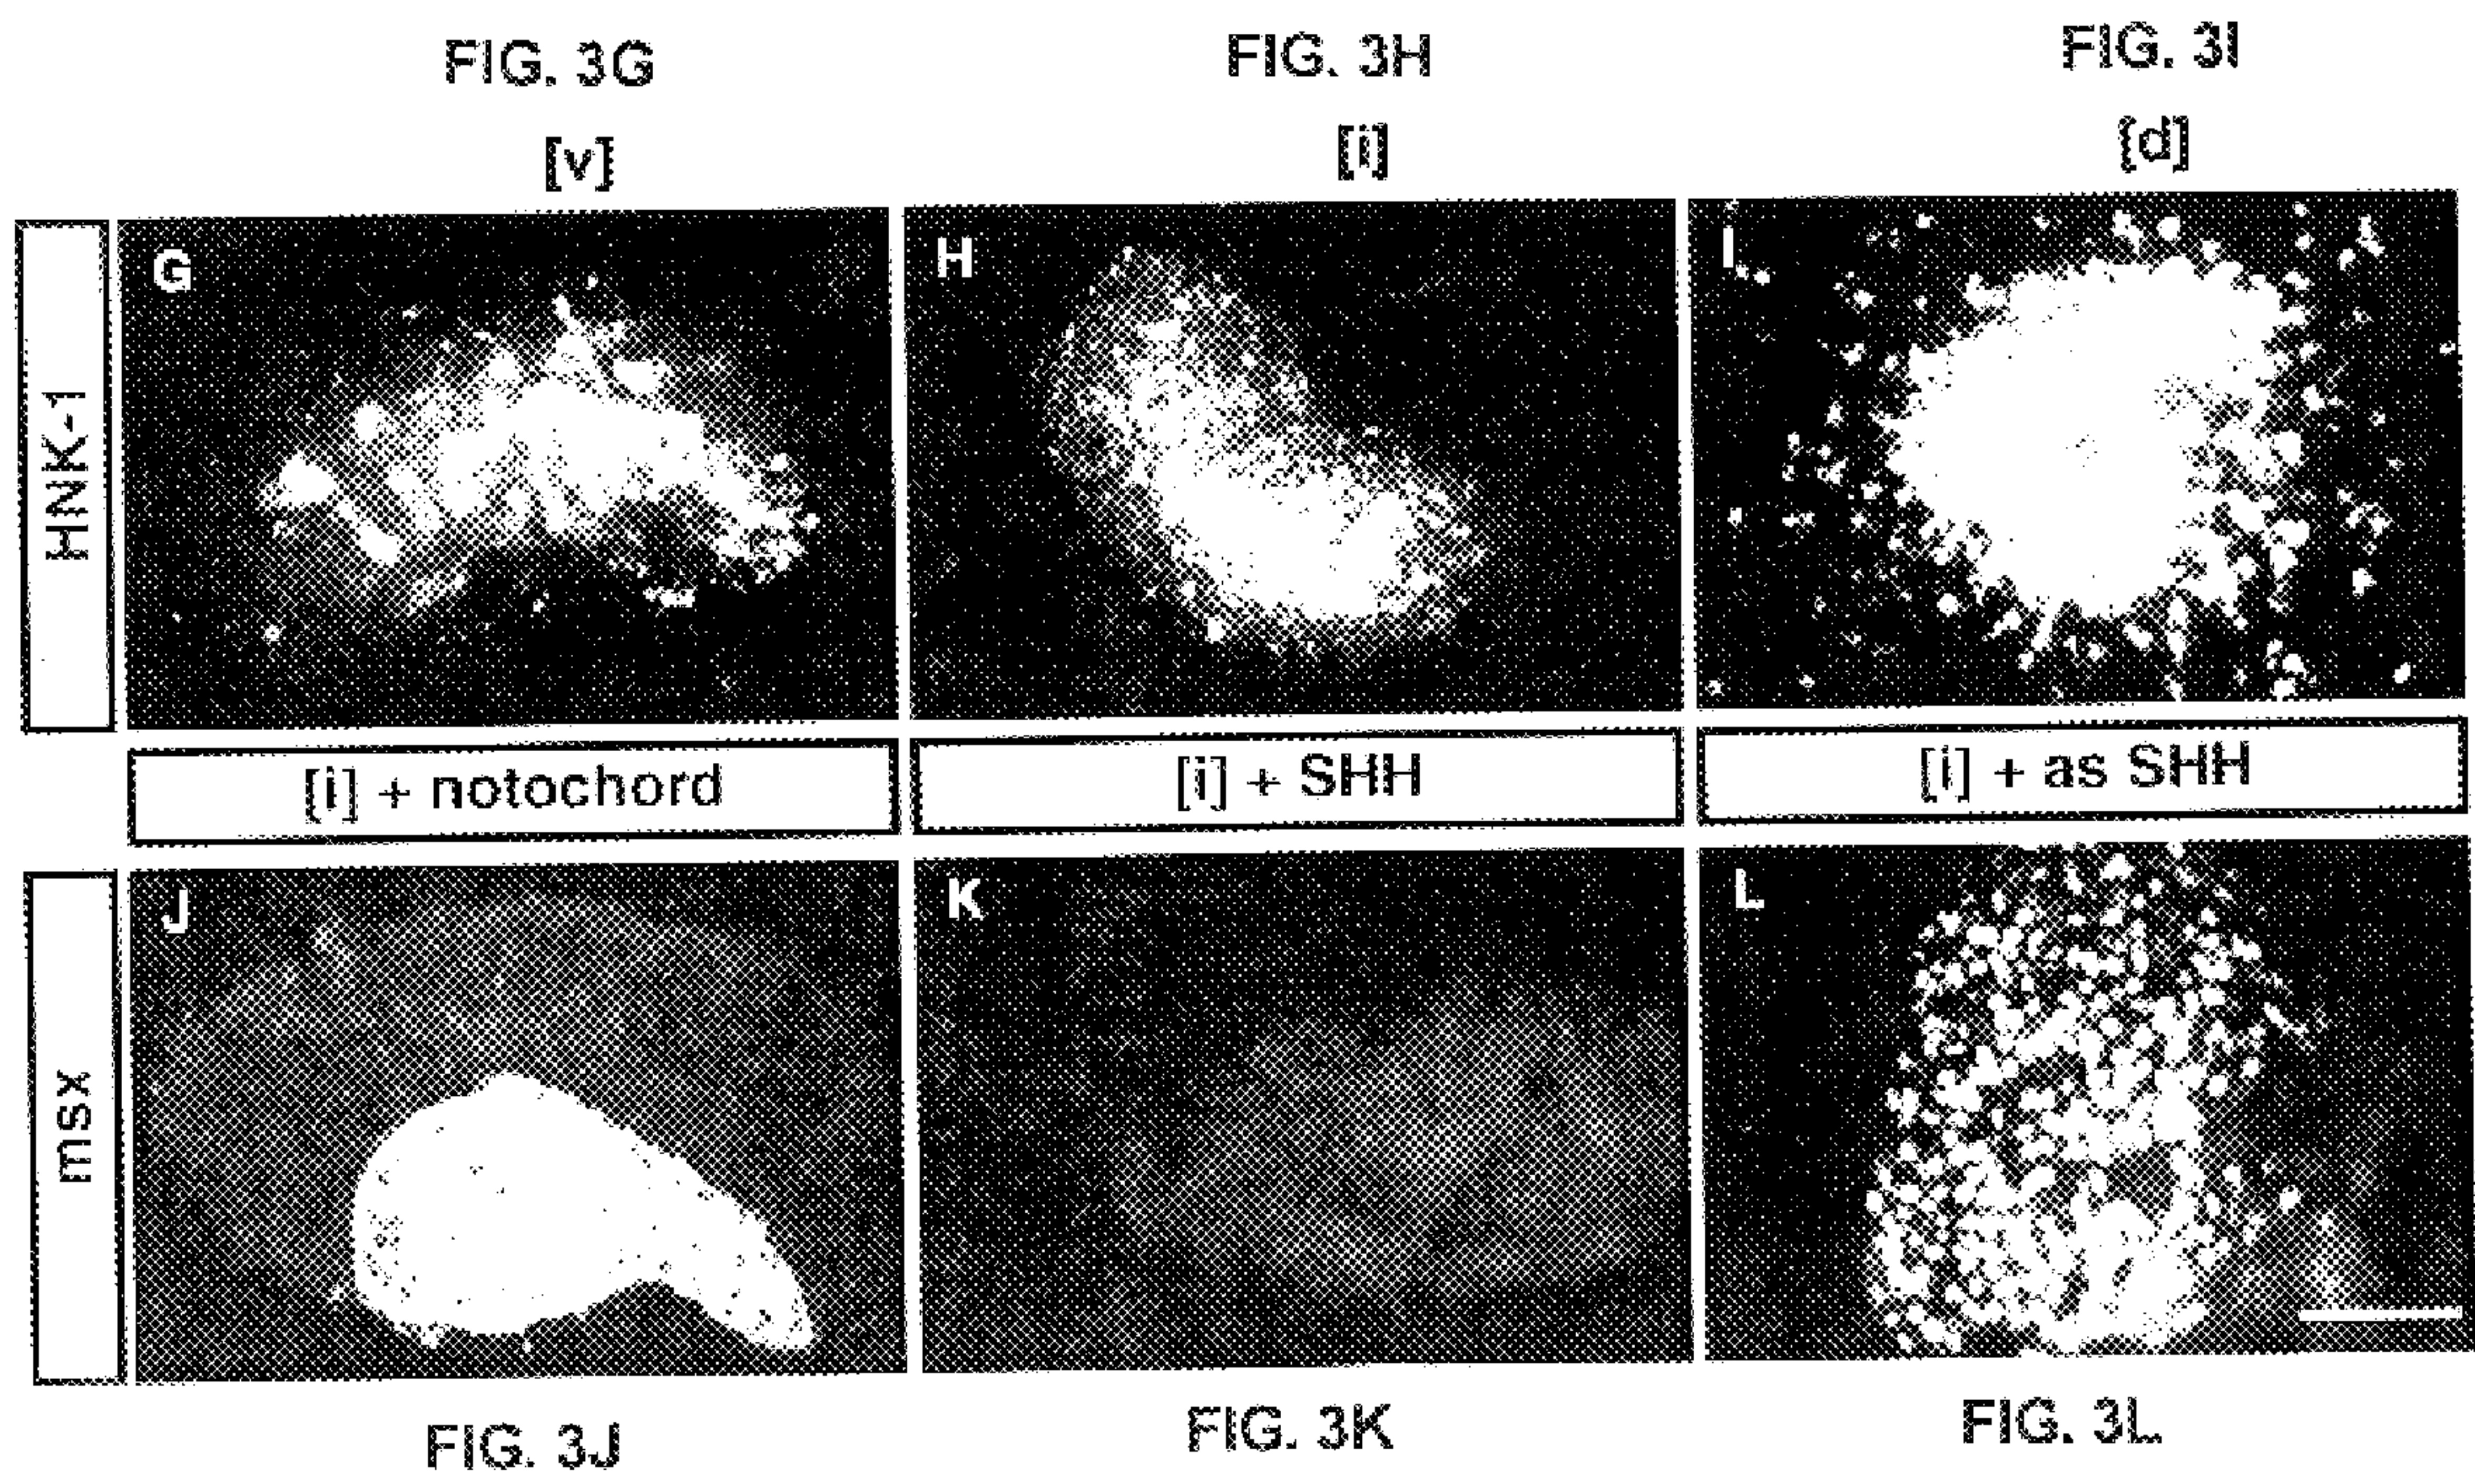 FIG. 3G FIG. 3H FIG. 3I
[v] [i] [d]
HNK-1
G H I
[i] + notochord [i] + SHH [i] + as SHH
msx
J K L
FIG. 3J FIG. 3K FIG. 3L